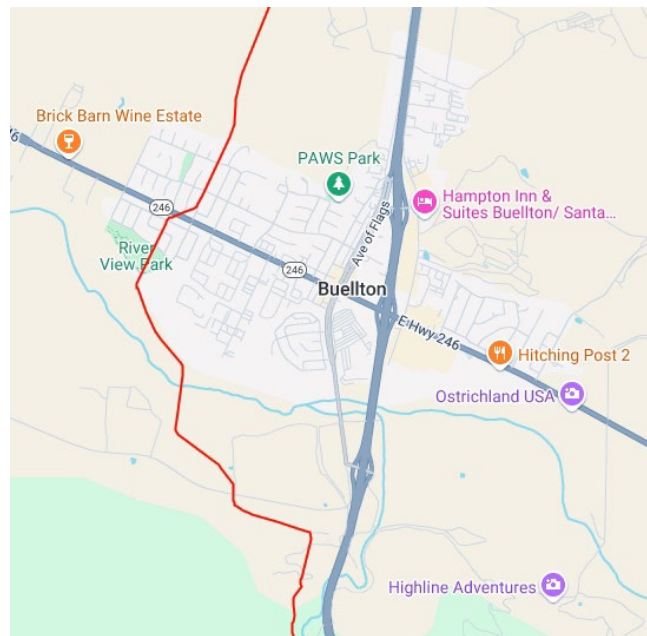 Brick Barn Wine Estate
246
PAWS Park
Hampton Inn &
Suites Buellton/ Santa...
246
Ave of Flags
River
View Park
246
Buellton
E Hwy 246
Hitching Post 2
Ostrichland USA
Highline Adventures